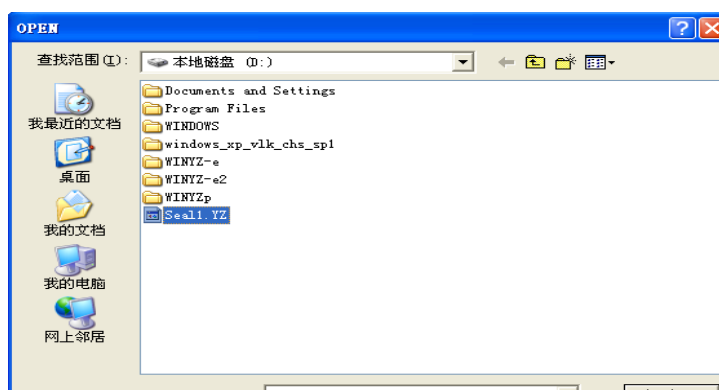 OPEN
查找范围(I):
本地磁盘 (D:)
我最近的文档
桌面
我的文档
我的电脑
网上邻居
Documents and Settings
Program Files
WINDOWS
windows_xp_vlk_chs_sp1
WINYZ-e
WINYZ-e2
WINYZp
Seal1.YZ